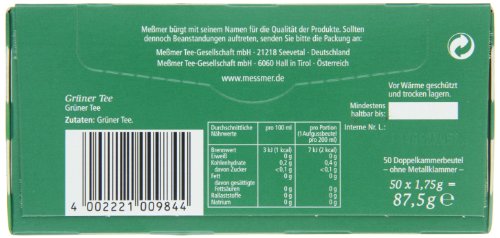 Meßmer bürgt mit seinem Namen für die Qualität der Produkte. Sollten
dennoch Beanstandungen auftreten, senden Sie bitte die Packung an:
Meßmer Tee-Gesellschaft mbH - 21218 Seevetal - Deutschland
Meßmer Tee-Gesellschaft mbH - 6060 Hall in Tirol - Österreich
www.messmer.de
Grüner Tee
Grüner Tee
Zutaten: Grüner Tee.
4 002221 009844
Durchschnittliche Nährwerte pro 100 ml pro Portion (1 Aufgussbeutel pro 200 ml)
Brennwert 3 kJ (1 kcal) 7 kJ (2 kcal)
Eiweiß 0 g 0 g
Kohlenhydrate 0,2 g 0,4 g
davon Zucker <0,1 g <0,1 g
Fett 0 g 0 g
davon gesättigte
Fettsäuren 0 g 0 g
Ballaststoffe 0 g 0 g
Natrium 0 g 0 g
Vor Wärme geschützt
und trocken lagern.
Mindestens
haltbar bis:
Interne Nr. L.:
50 Doppelkammerbeutel
– ohne Metallklammer –
50 x 1,75g =
87,5g e